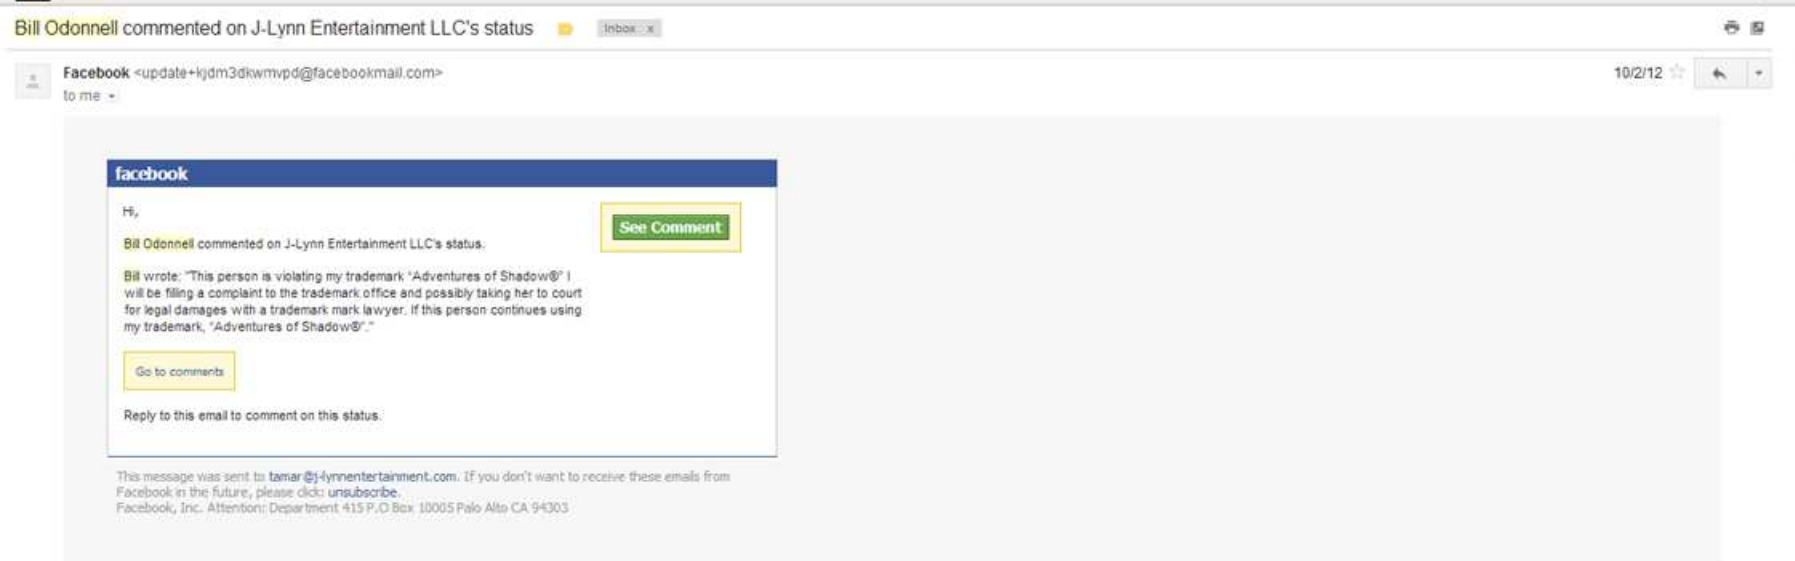 Bill Odonnell commented on J-Lynn Entertainment LLC's status
Inbox x
Facebook <update+kjdm3dkwmvpd@facebookmail.com>
10/2/12
to me
facebook
Hi,
See Comment
Bill Odonnell commented on J-Lynn Entertainment LLC's status.
Bill wrote: "This person is violating my trademark "Adventures of Shadow®" I
will be filing a complaint to the trademark office and possibly taking her to court
for legal damages with a trademark mark lawyer. If this person continues using
my trademark, "Adventures of Shadow®"."
Go to comments
Reply to this email to comment on this status.
This message was sent to tamar@j-lynnentertainment.com. If you don't want to receive these emails from
Facebook in the future, please click: unsubscribe.
Facebook, Inc. Attention: Department 415 P.O Box 10005 Palo Alto CA 94303